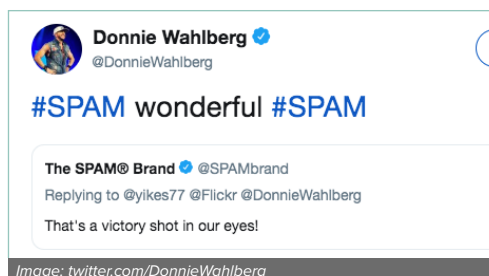 Donnie Wahlberg
@DonnieWahlberg
#SPAM wonderful #SPAM
The SPAM® Brand @SPAMbrand
Replying to @yikes77 @Flickr @DonnieWahlberg
That's a victory shot in our eyes!
Image: twitter.com/DonnieWahlberg